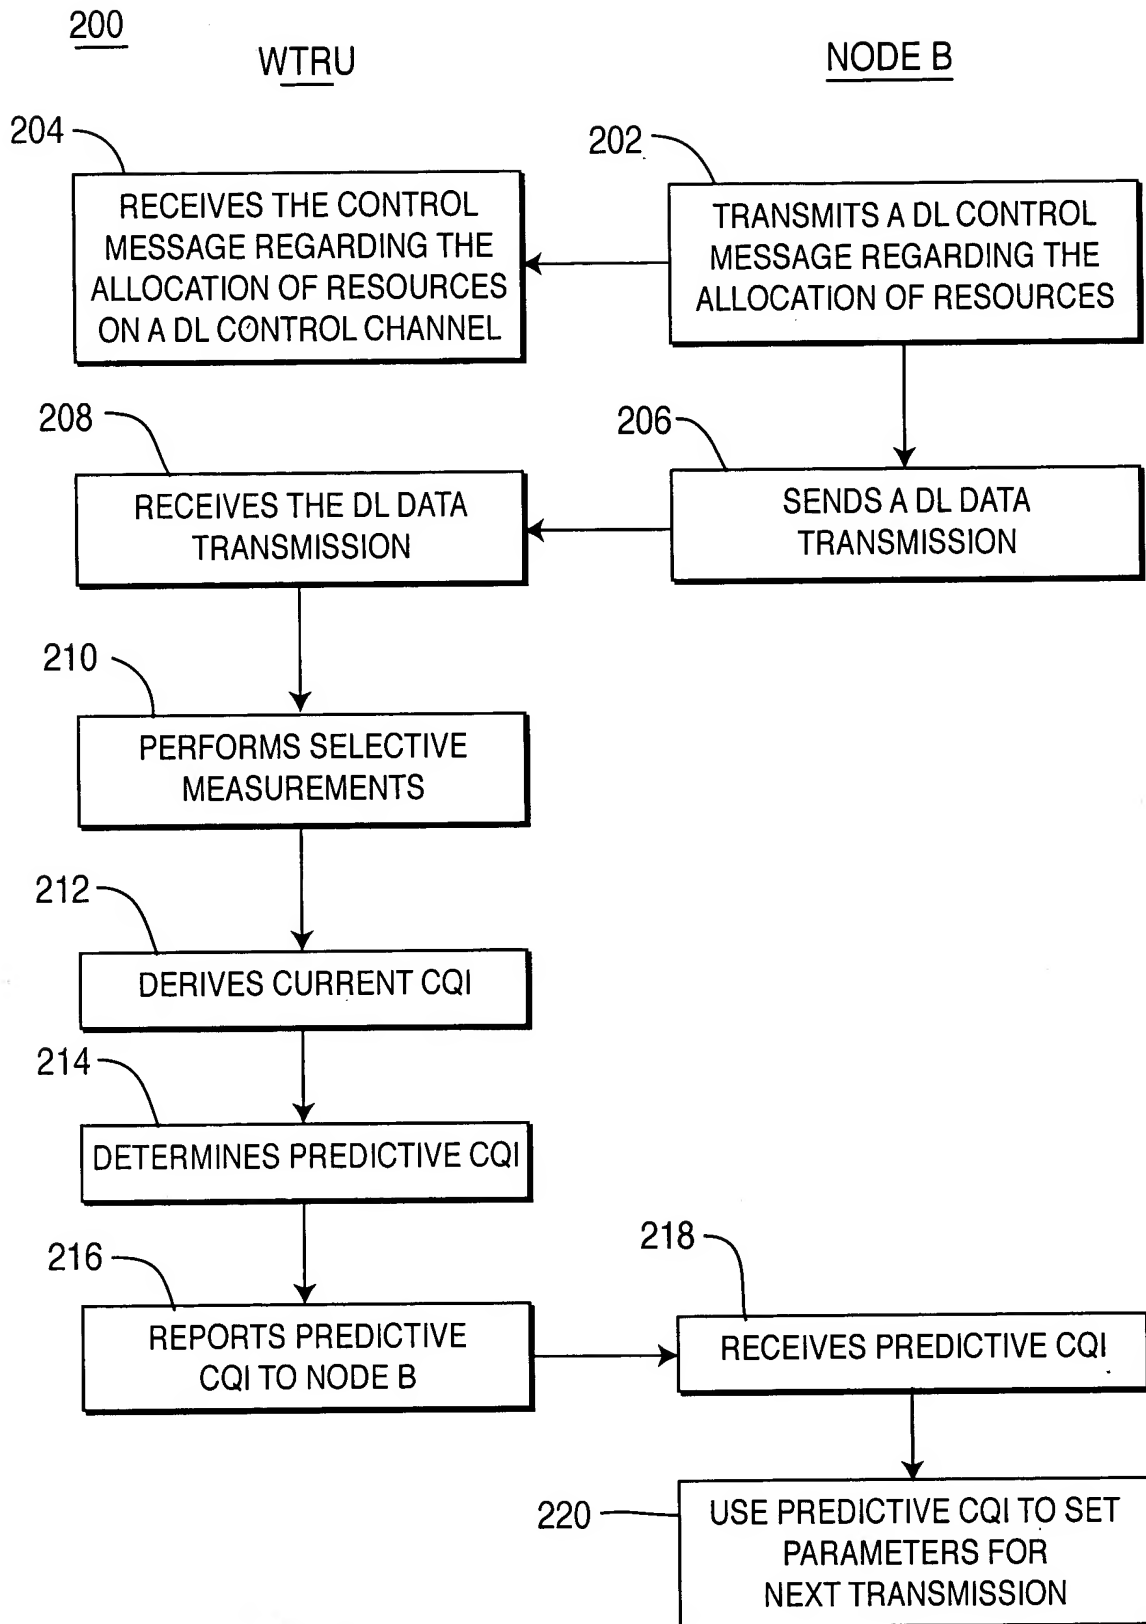 200
WTRU
NODE B
204
202
RECEIVES THE CONTROL
MESSAGE REGARDING THE
ALLOCATION OF RESOURCES
ON A DL CONTROL CHANNEL
TRANSMITS A DL CONTROL
MESSAGE REGARDING THE
ALLOCATION OF RESOURCES
208
206
RECEIVES THE DL DATA
TRANSMISSION
SENDS A DL DATA
TRANSMISSION
210
PERFORMS SELECTIVE
MEASUREMENTS
212
DERIVES CURRENT CQI
214
DETERMINES PREDICTIVE CQI
216
218
REPORTS PREDICTIVE
CQI TO NODE B
RECEIVES PREDICTIVE CQI
220
USE PREDICTIVE CQI TO SET
PARAMETERS FOR
NEXT TRANSMISSION